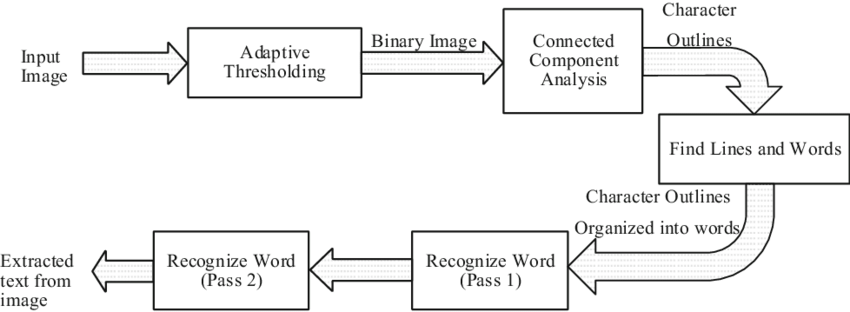 Input
Image
Adaptive
Thresholding
Binary Image
Connected
Component
Analysis
Character
Outlines
Find Lines and Words
Character Outlines
Organized into words
Recognize Word
(Pass 1)
Recognize Word
(Pass 2)
Extracted
text from
image